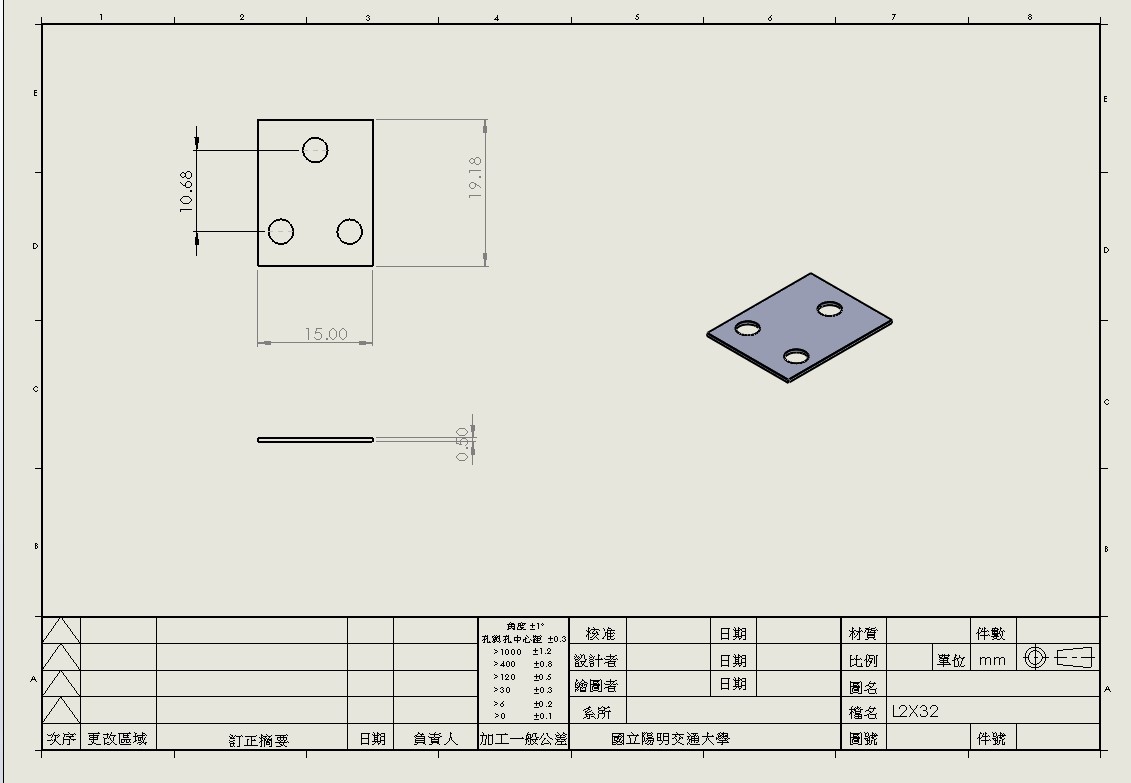 1 2 3 4 5 6 7 8
E E
10.68
19.18
D D
15.00
C C
0.50
B B
角度 ±1°
孔與孔中心距 ±0.3
>1000 ±1.2
>400 ±0.8
>120 ±0.5
>30 ±0.3
>6 ±0.2
>0 ±0.1
核准 日期 材質 件數
設計者 日期 比例 單位 mm
繪圖者 日期 圖名
A A
系所 檔名 L2X32
次序 更改區域 訂正摘要 日期 負責人 加工一般公差 國立陽明交通大學 圖號 件號